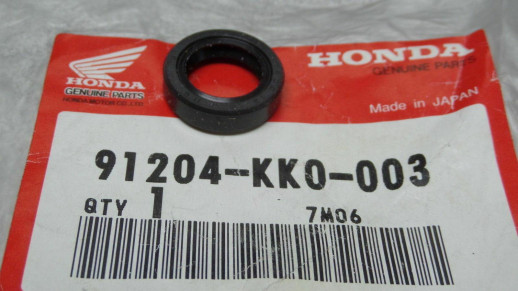 HONDA
GENUINE PARTS
HONDA MOTOR CO.,LTD.
HONDA
GENUINE PARTS
Made in JAPAN
91204-KK0-003
QTY 1 7M06